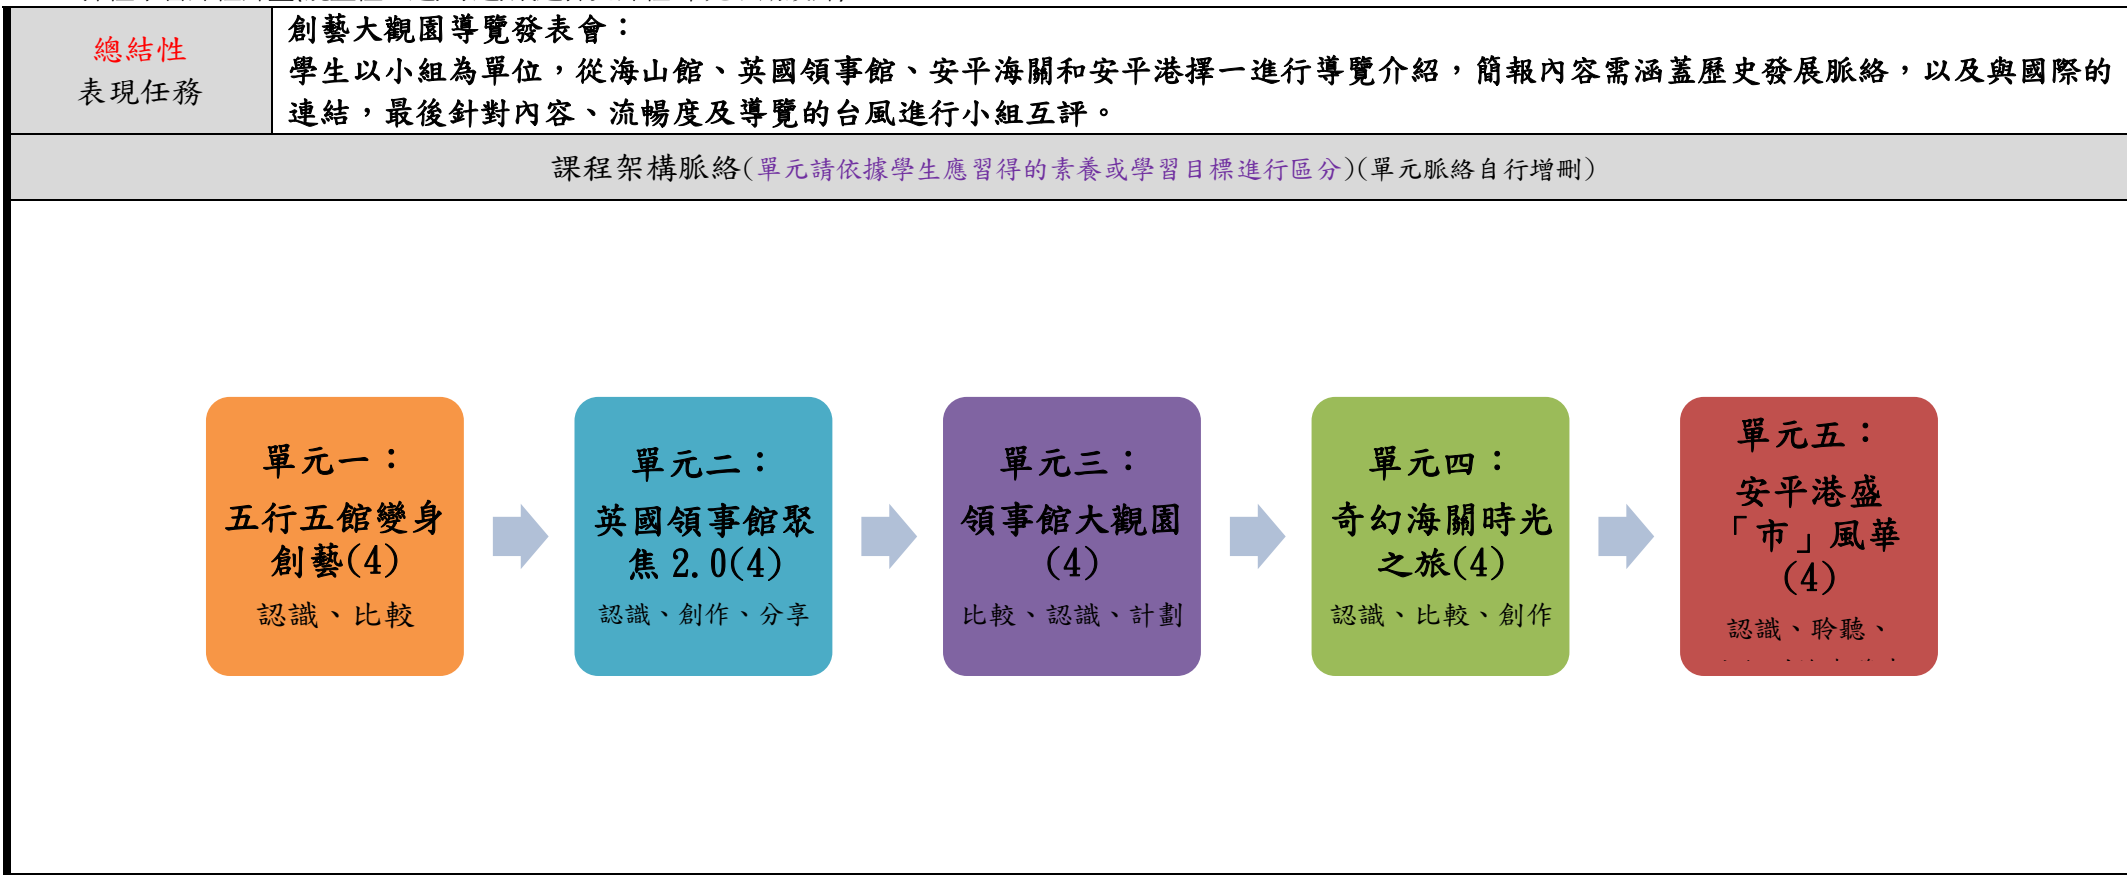 總結性
表現任務
創藝大觀園導覽發表會：
學生以小組為單位，從海山館、英國領事館、安平海關和安平港擇一進行導覽介紹，簡報內容需涵蓋歷史發展脈絡，以及與國際的
連結，最後針對內容、流暢度及導覽的台風進行小組互評。
課程架構脈絡(單元請依據學生應習得的素養或學習目標進行區分)(單元脈絡自行增刪)
單元一：
五行五館變身
創藝(4)
認識、比較
單元二：
英國領事館聚
焦 2.0(4)
認識、創作、分享
單元三：
領事館大觀園
(4)
比較、認識、計劃
單元四：
奇幻海關時光
之旅(4)
認識、比較、創作
單元五：
安平港盛
「市」風華
(4)
認識、聆聽、